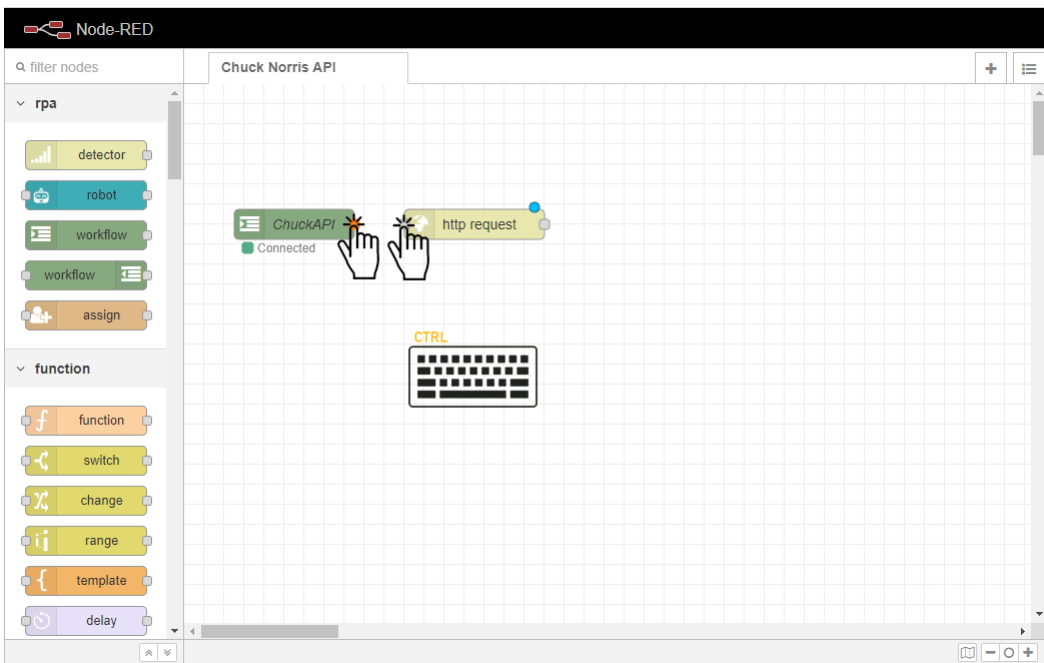 Node-RED
filter nodes
Chuck Norris API
rpa
detector
robot
workflow
workflow
assign
function
function
switch
change
range
template
delay
ChuckAPI
Connected
http request
CTRL